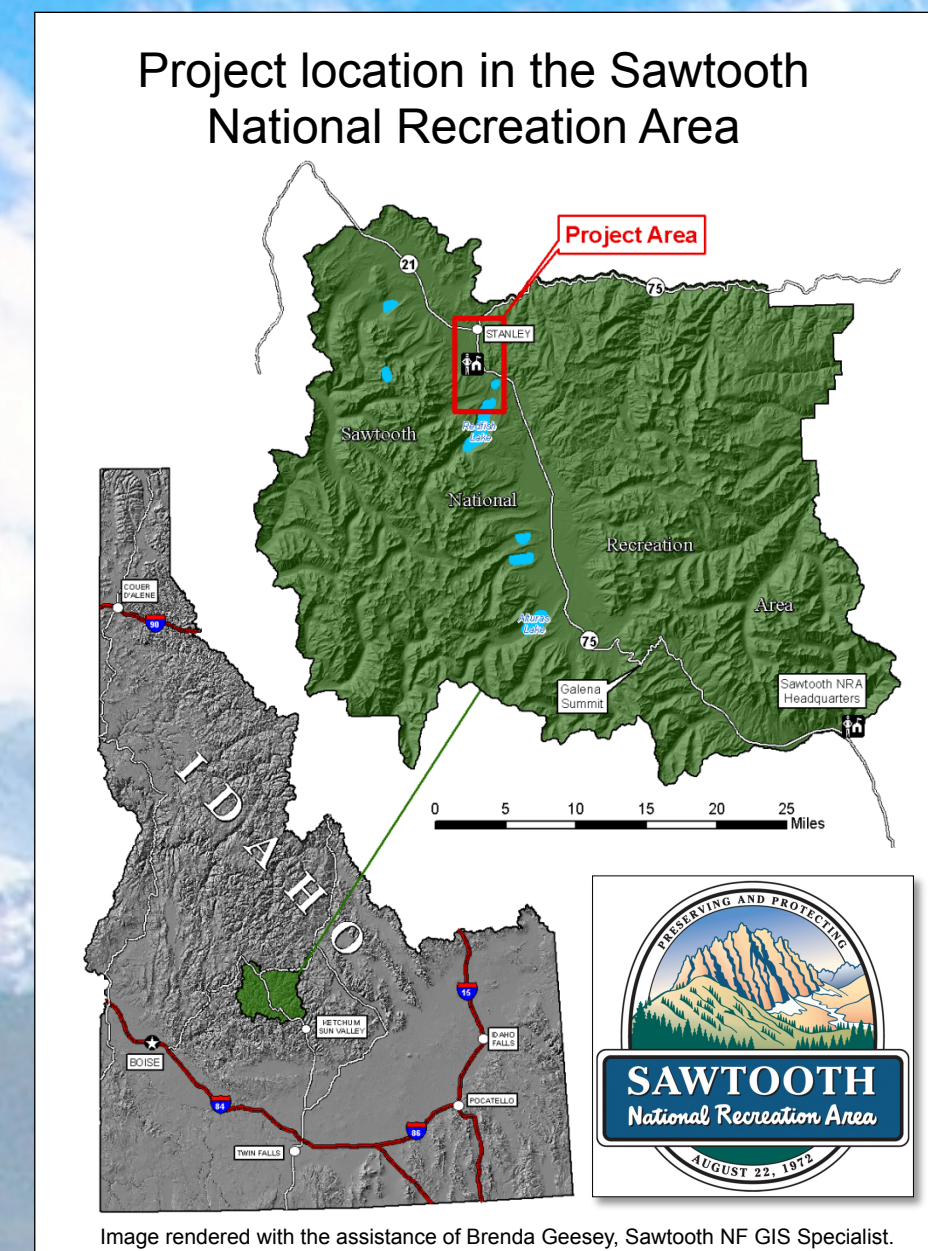 Project location in the Sawtooth
National Recreation Area
Project Area
21
75
STANLEY
Redfish
Lake
Sawtooth
National
Recreation
Area
Alturas
Lake
75
Galena
Summit
Sawtooth NRA
Headquarters
0 5 10 15 20 25
Miles
COUER
D'ALENE
90
IDAHO
15
KETCHUM
SUN VALLEY
IDAHO
FALLS
BOISE
84
86
POCATELLO
TWIN FALLS
PRESERVING AND PROTECTING
SAWTOOTH
National Recreation Area
AUGUST 22, 1972
Image rendered with the assistance of Brenda Geesey, Sawtooth NF GIS Specialist.